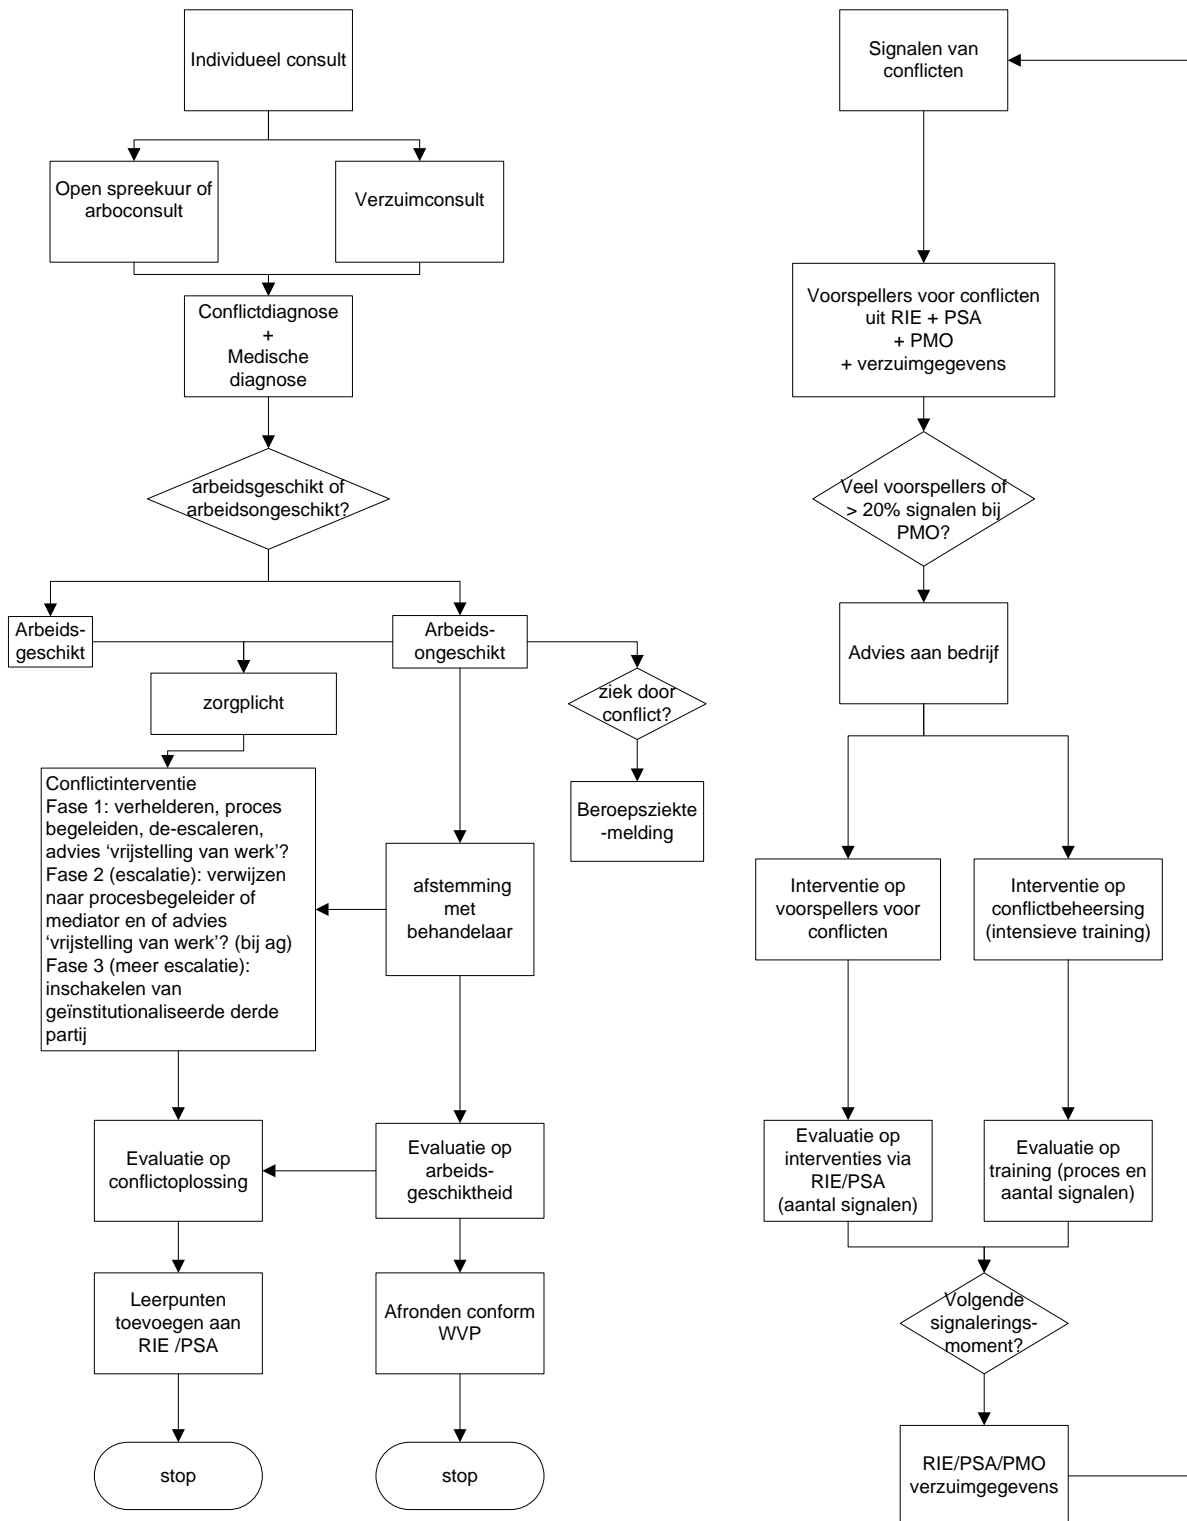 Individueel consult
Open spreekuur of
arboconsult
Verzuimconsult
Conflictdiagnose
+
Medische
diagnose
arbeidsgeschikt of
arbeidsongeschikt?
Arbeids-
geschikt
Arbeids-
ongeschikt
zorgplicht
ziek door
conflict?
Beroepsziekte
-melding
Conflictinterventie
Fase 1: verhelderen, proces
begeleiden, de-escaleren,
advies ‘vrijstelling van werk’?
Fase 2 (escalatie): verwijzen
naar procesbegeleider of
mediator en of advies
‘vrijstelling van werk’? (bij ag)
Fase 3 (meer escalatie):
inschakelen van
geïnstitutionaliseerde derde
partij
afstemming
met
behandelaar
Evaluatie op
conflictoplossing
Evaluatie op
arbeids-
geschiktheid
Leerpunten
toevoegen aan
RIE /PSA
Afronden conform
WVP
stop
stop
Signalen van
conflicten
Voorspellers voor conflicten
uit RIE + PSA
+ PMO
+ verzuimgegevens
Veel voorspellers of
> 20% signalen bij
PMO?
Advies aan bedrijf
Interventie op
voorspellers voor
conflicten
Interventie op
conflictbeheersing
(intensieve training)
Evaluatie op
interventies via
RIE/PSA
(aantal signalen)
Evaluatie op
training (proces en
aantal signalen)
Volgende
signalerings-
moment?
RIE/PSA/PMO
verzuimgegevens